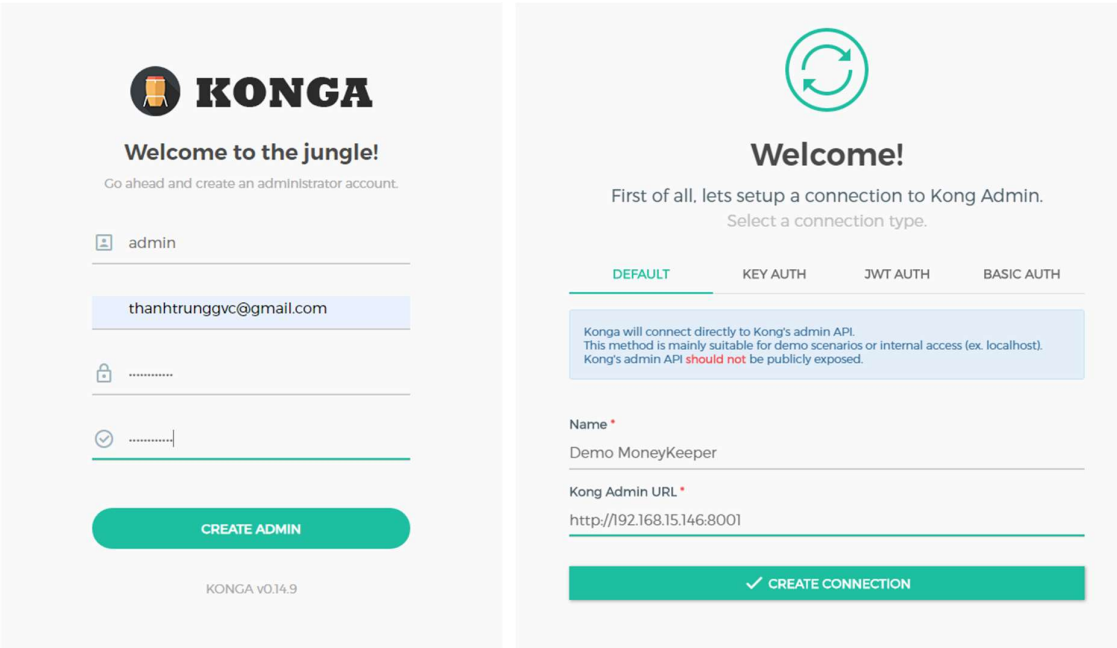 KONGA
Welcome to the jungle!
Go ahead and create an administrator account.
admin
thanhtrunggvc@gmail.com
............
............
CREATE ADMIN
KONGA v0.14.9
Welcome!
First of all, lets setup a connection to Kong Admin.
Select a connection type.
DEFAULT KEY AUTH JWT AUTH BASIC AUTH
Konga will connect directly to Kong's admin API.
This method is mainly suitable for demo scenarios or internal access (ex. localhost).
Kong's admin API should not be publicly exposed.
Name *
Demo MoneyKeeper
Kong Admin URL *
http://192.168.15.146:8001
CREATE CONNECTION